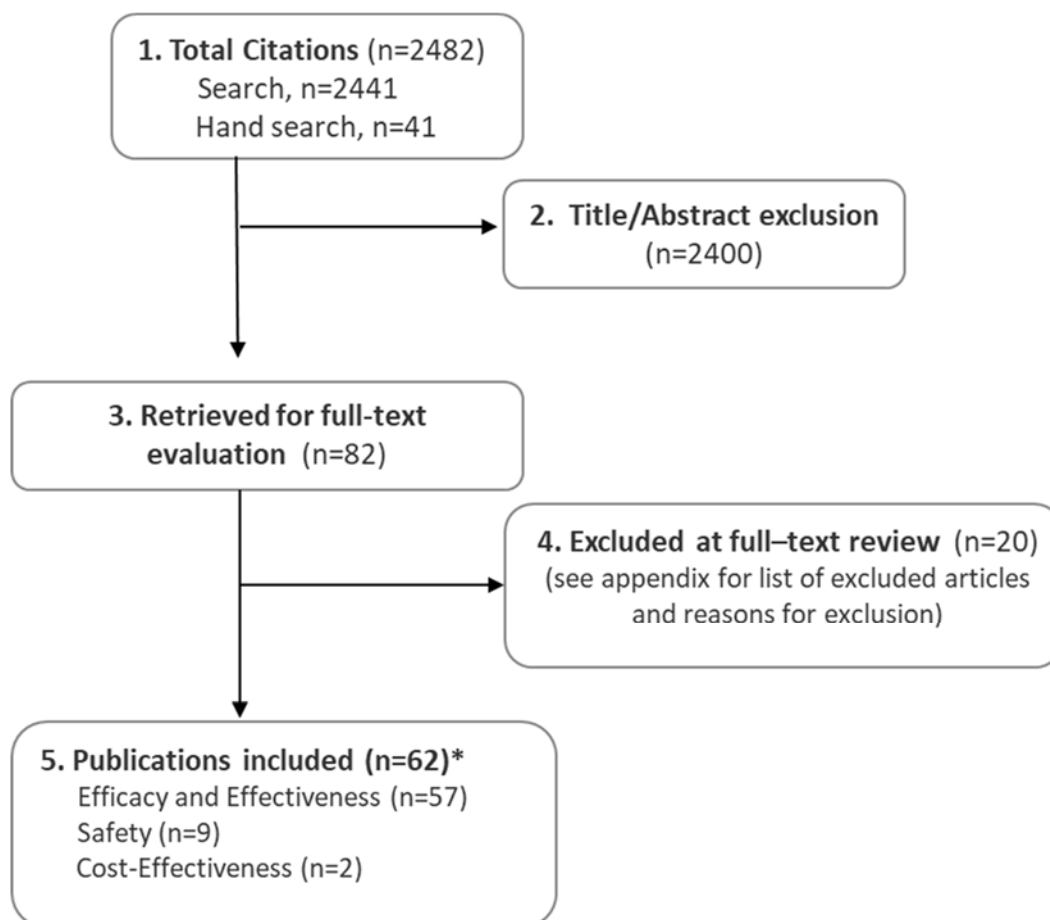 1. Total Citations (n=2482)
Search, n=2441
Hand search, n=41
2. Title/Abstract exclusion
(n=2400)
3. Retrieved for full-text
evaluation (n=82)
4. Excluded at full–text review (n=20)
(see appendix for list of excluded articles
and reasons for exclusion)
5. Publications included (n=62)*
Efficacy and Effectiveness (n=57)
Safety (n=9)
Cost-Effectiveness (n=2)